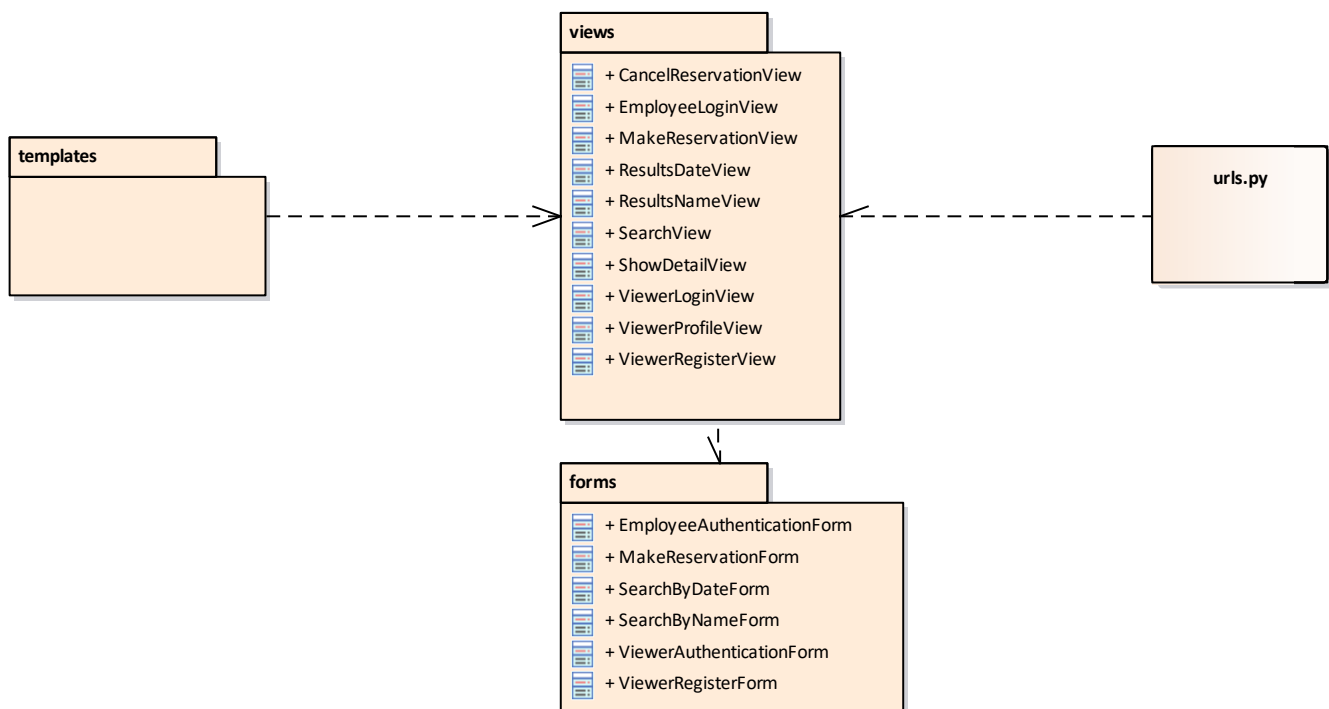 views
+ CancelReservationView
+ EmployeeLoginView
+ MakeReservationView
+ ResultsDateView
+ ResultsNameView
+ SearchView
+ ShowDetailView
+ ViewerLoginView
+ ViewerProfileView
+ ViewerRegisterView
templates
urls.py
forms
+ EmployeeAuthenticationForm
+ MakeReservationForm
+ SearchByDateForm
+ SearchByNameForm
+ ViewerAuthenticationForm
+ ViewerRegisterForm